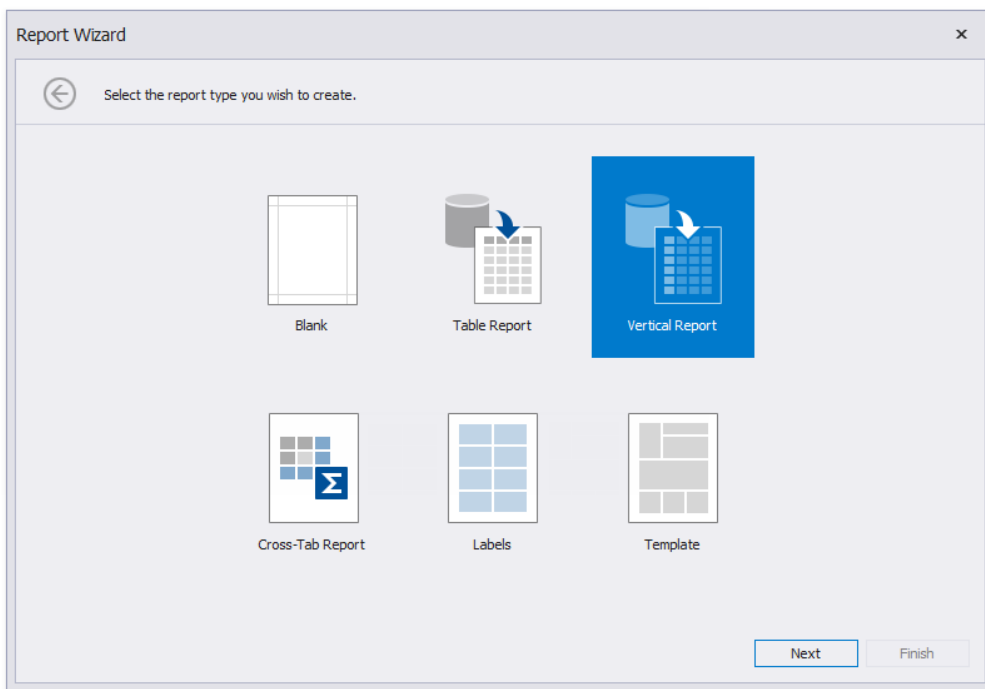 Report Wizard
Select the report type you wish to create.
Blank
Table Report
Vertical Report
Cross-Tab Report
Labels
Template
Next
Finish